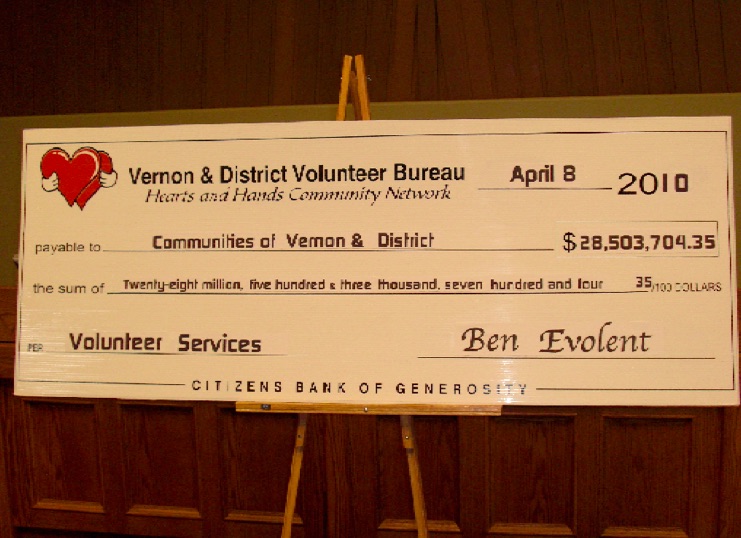 Vernon & District Volunteer Bureau
Hearts and Hands Community Network
April 8 2010
payable to Communities of Vernon & District $28,503,704.35
the sum of Twenty-eight million, five hundred & three thousand, seven hundred and four 35/100 DOLLARS
PER Volunteer Services Ben Evolent
CITIZENS BANK OF GENEROSITY